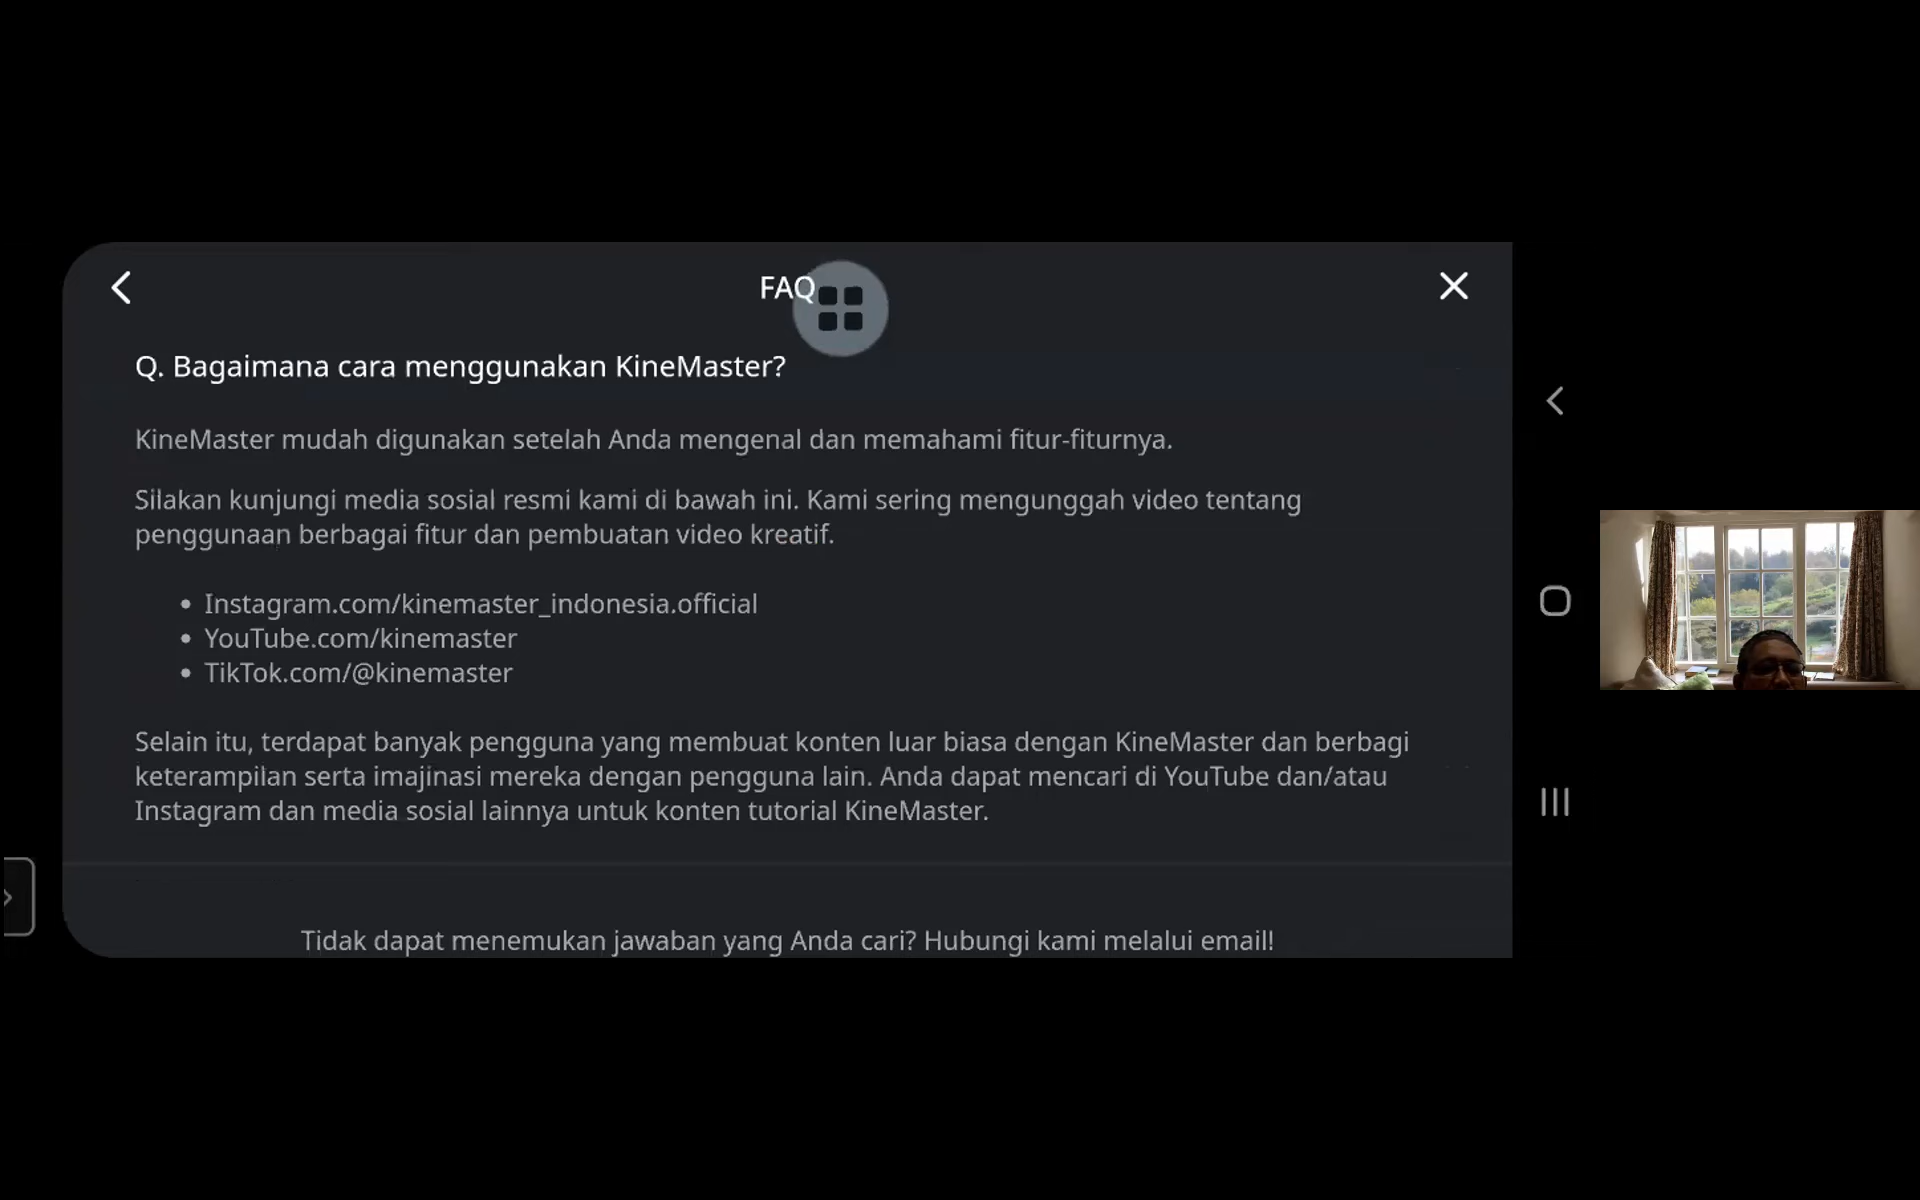 FAQ
Q. Bagaimana cara menggunakan KineMaster?
KineMaster mudah digunakan setelah Anda mengenal dan memahami fitur-fiturnya.
Silakan kunjungi media sosial resmi kami di bawah ini. Kami sering mengunggah video tentang
penggunaan berbagai fitur dan pembuatan video kreatif.
• Instagram.com/kinemaster_indonesia.official
• YouTube.com/kinemaster
• TikTok.com/@kinemaster
Selain itu, terdapat banyak pengguna yang membuat konten luar biasa dengan KineMaster dan berbagi
keterampilan serta imajinasi mereka dengan pengguna lain. Anda dapat mencari di YouTube dan/atau
Instagram dan media sosial lainnya untuk konten tutorial KineMaster.
Tidak dapat menemukan jawaban yang Anda cari? Hubungi kami melalui email!